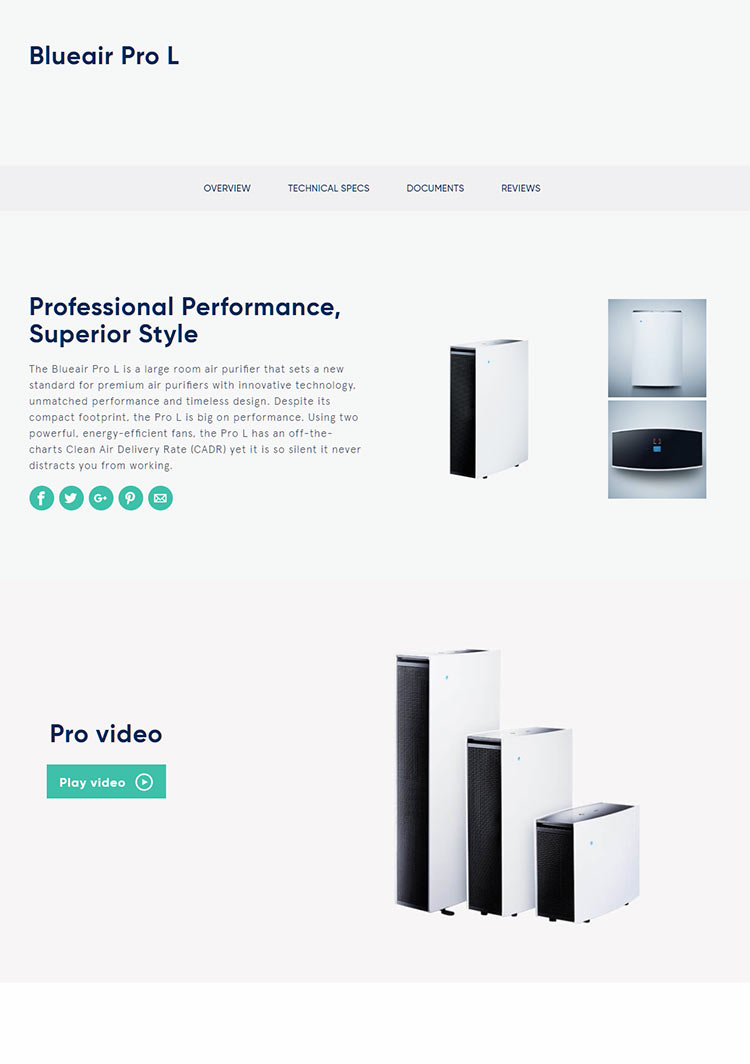 Blueair Pro L
OVERVIEW TECHNICAL SPECS DOCUMENTS REVIEWS
Professional Performance,
Superior Style
The Blueair Pro L is a large room air purifier that sets a new
standard for premium air purifiers with innovative technology,
unmatched performance and timeless design. Despite its
compact footprint, the Pro L is big on performance. Using two
powerful, energy-efficient fans, the Pro L has an off-the-
charts Clean Air Delivery Rate (CADR) yet it is so silent it never
distracts you from working.
Pro video
Play video